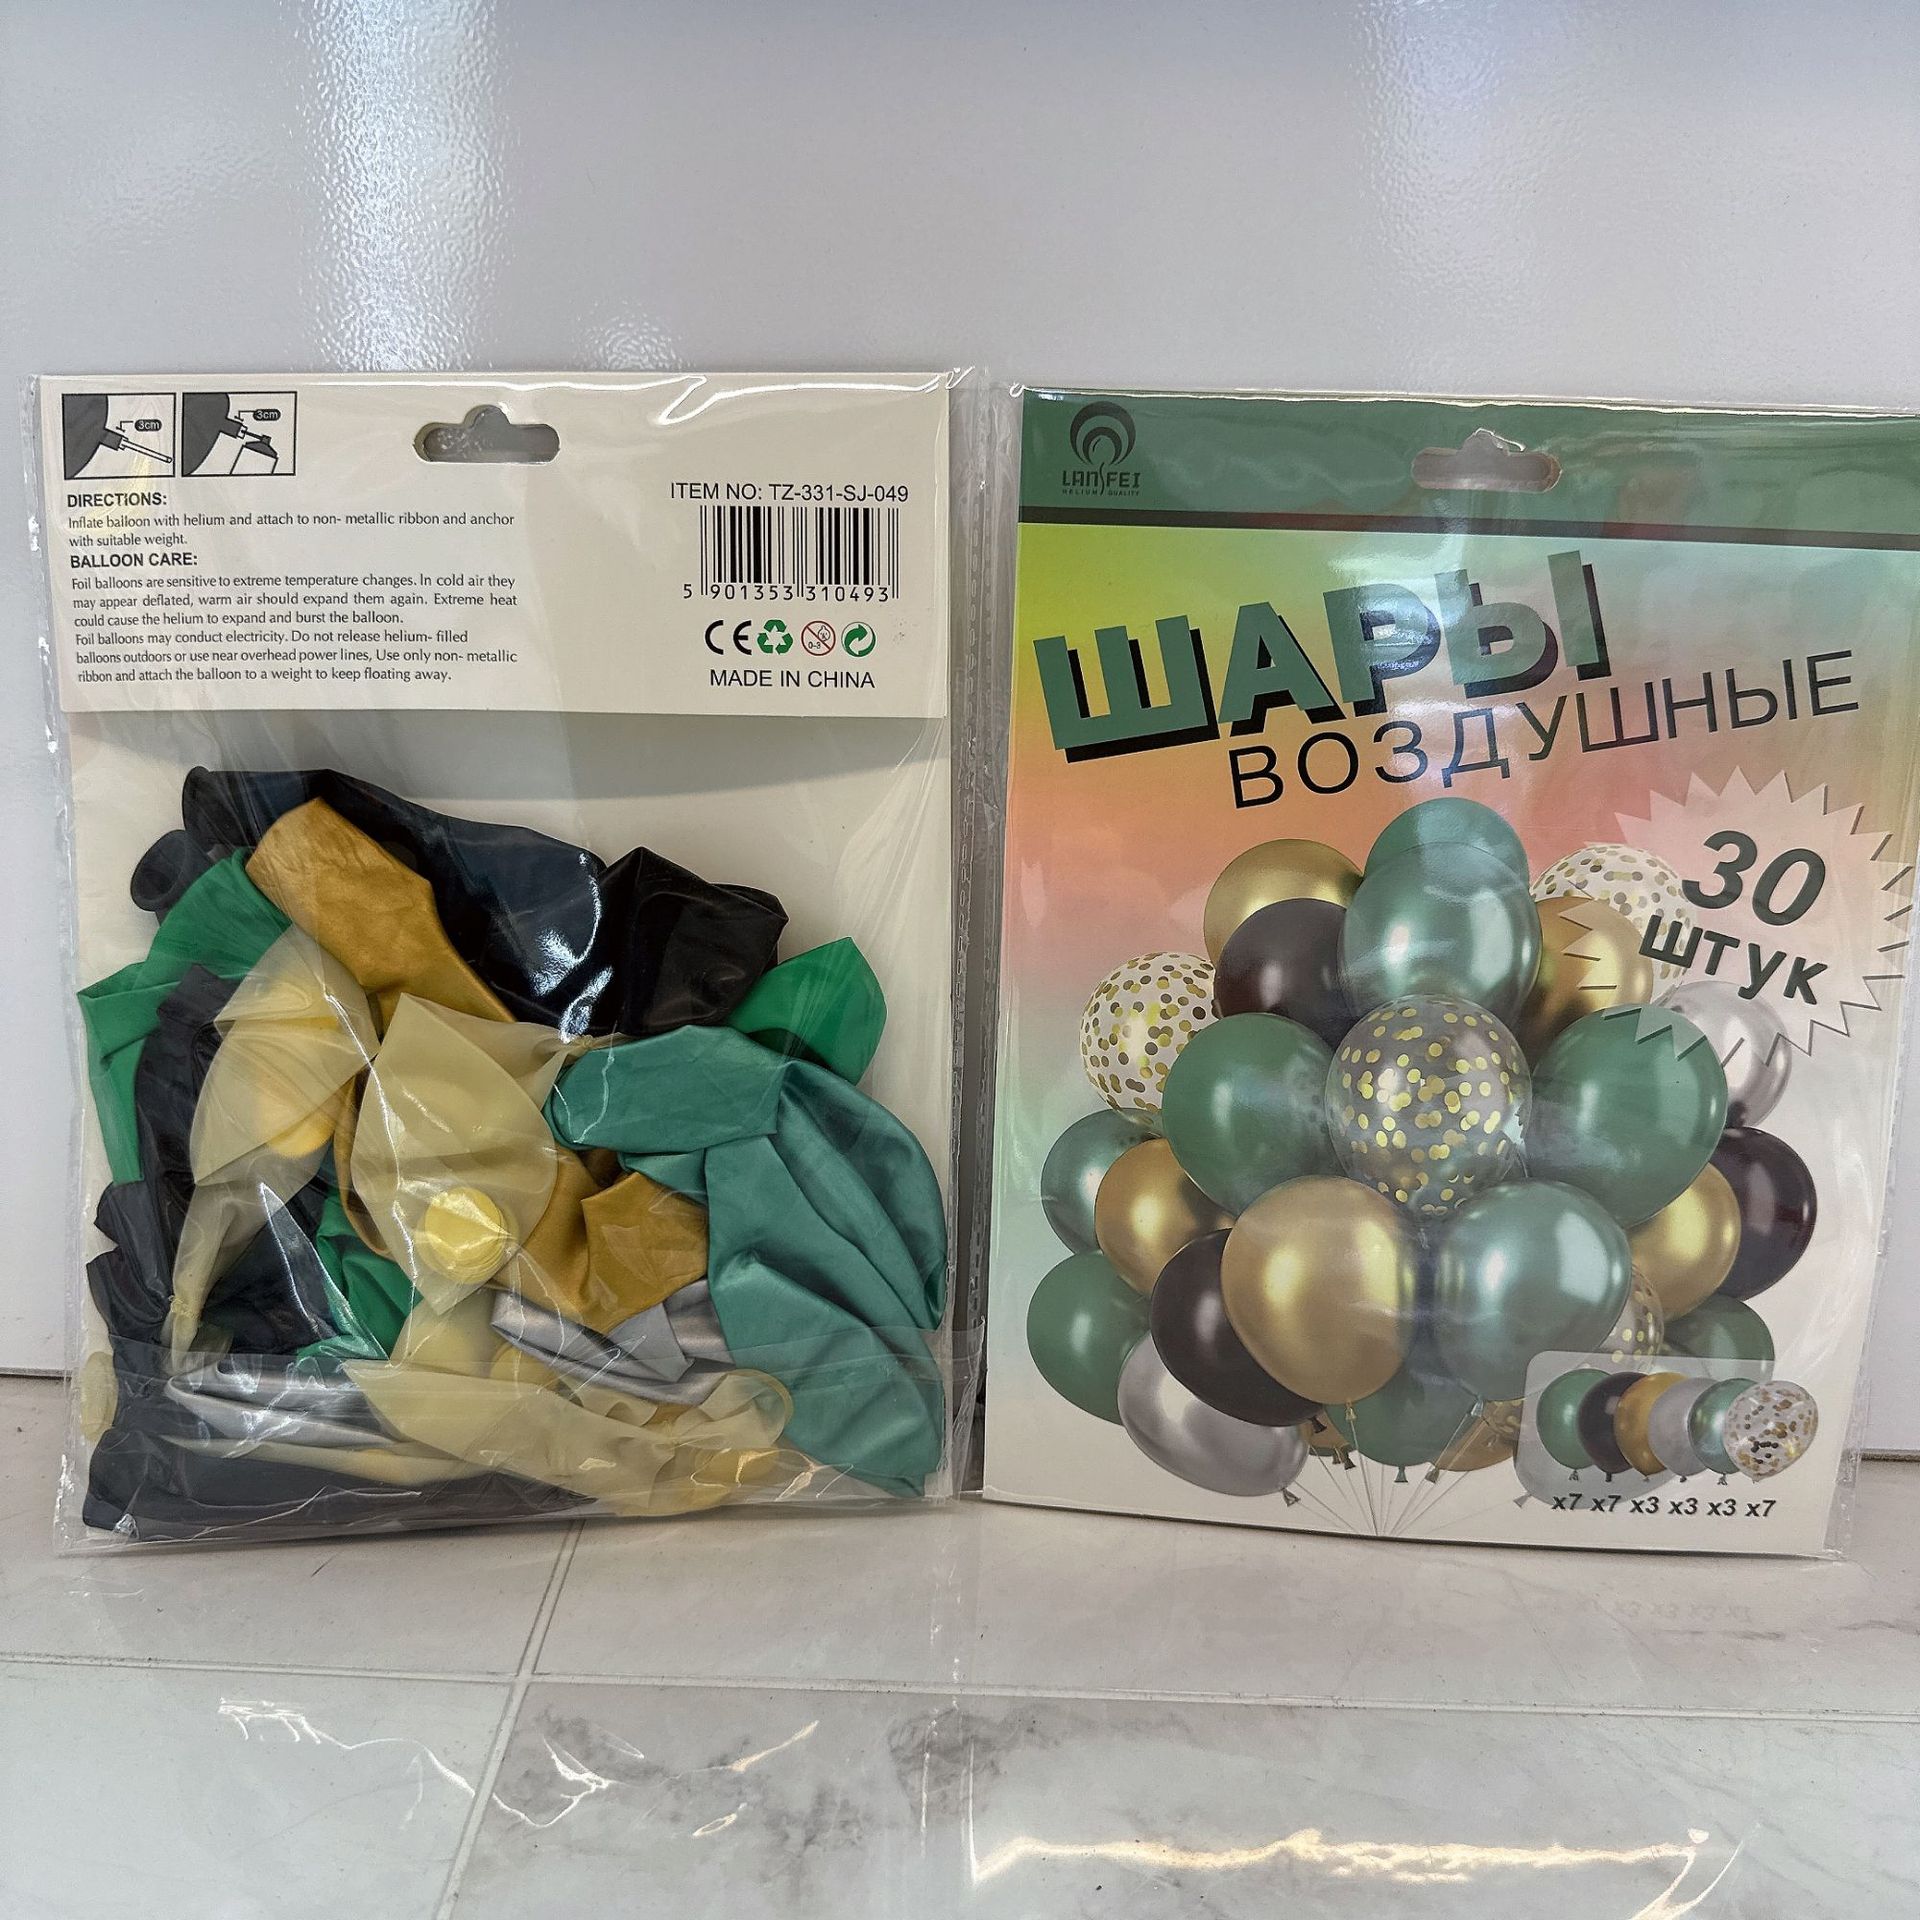 3cm
3cm
DIRECTIONS:
Inflate balloon with helium and attach to non- metallic ribbon and anchor
with suitable weight.
BALLOON CARE:
Foil balloons are sensitive to extreme temperature changes. In cold air they
may appear deflated, warm air should expand them again. Extreme heat
could cause the helium to expand and burst the balloon.
Foil balloons may conduct electricity. Do not release helium- filled
balloons outdoors or use near overhead power lines, Use only non- metallic
ribbon and attach the balloon to a weight to keep floating away.
ITEM NO: TZ-331-SJ-049
5 901353 310493
CE
0-3
MADE IN CHINA
LANSFEI
HELIUM QUALITY
ШАРЫ
ВОЗДУШНЫЕ
30
ШТУК
x7 x7 x3 x3 x3 x7